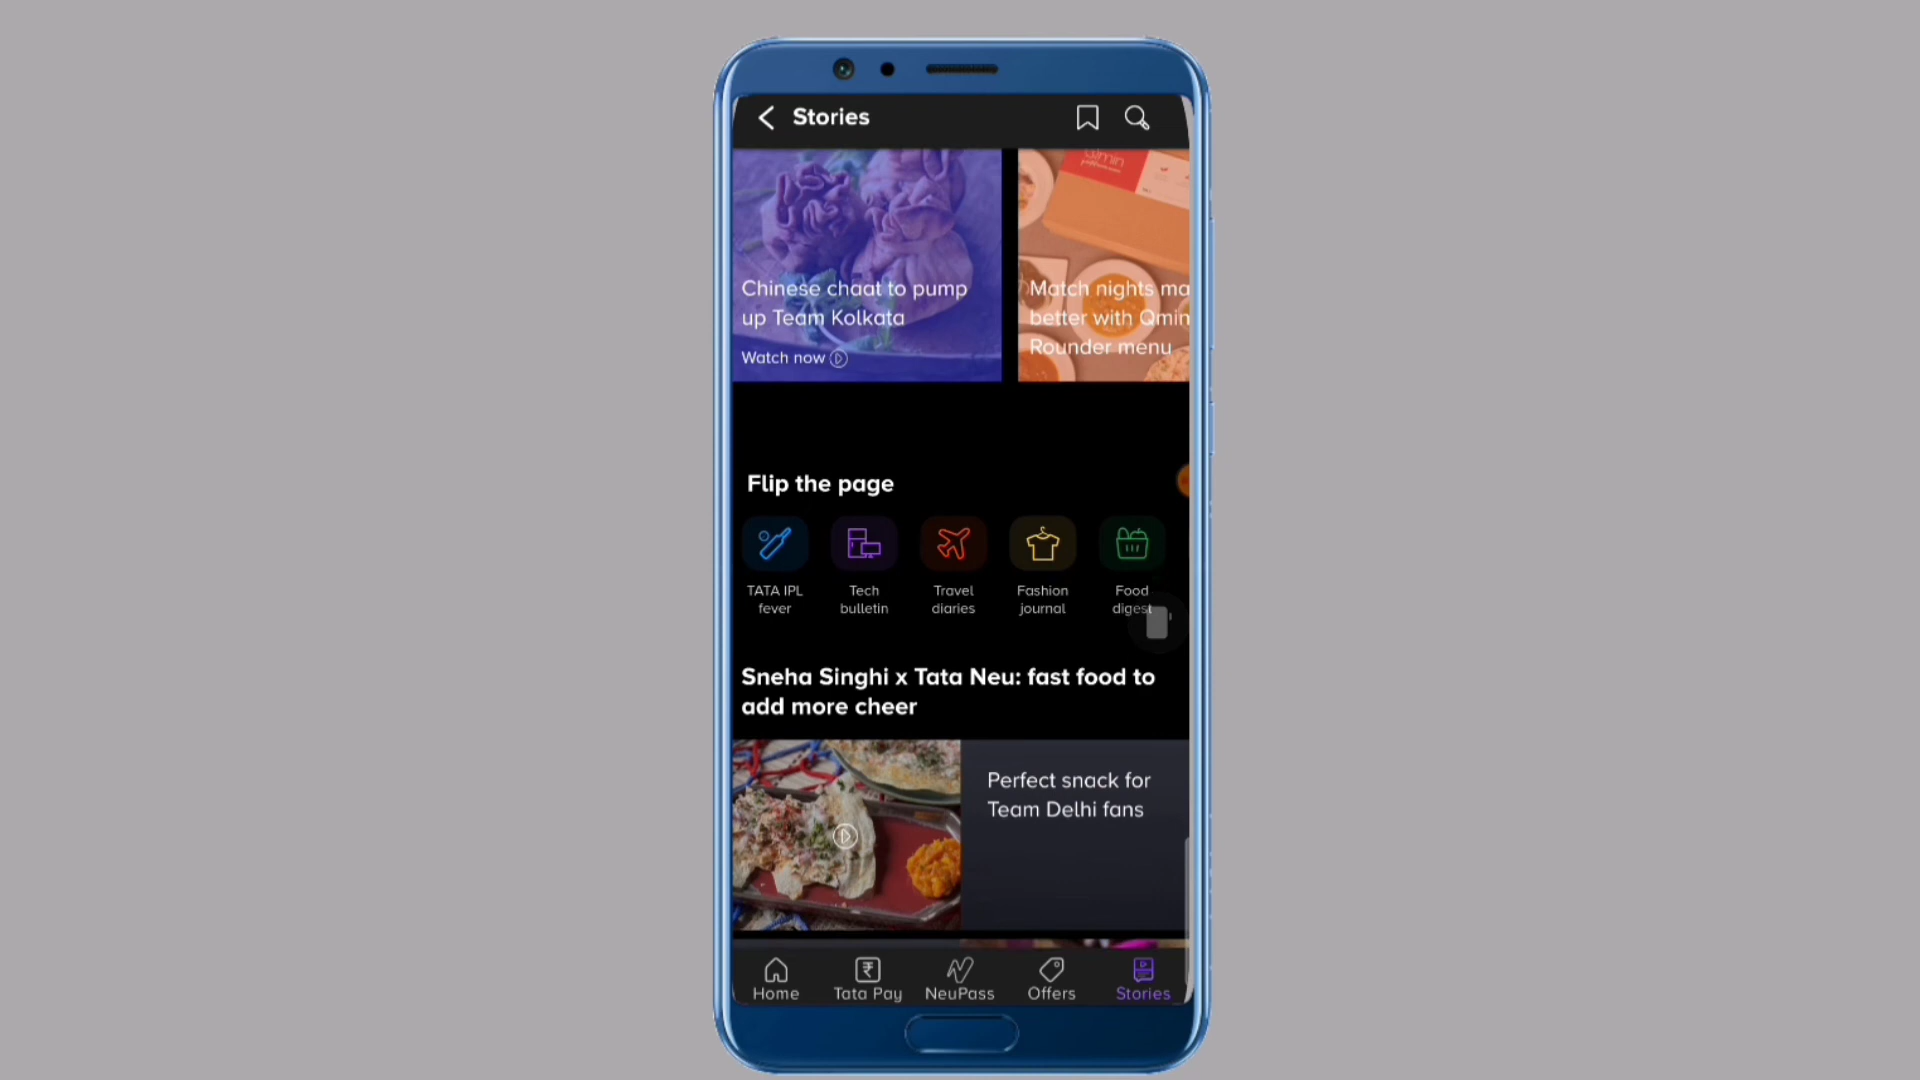 Stories
Qmin
Chinese chaat to pump
up Team Kolkata
Watch now
Match nights ma
better with Qmin
Rounder menu
Flip the page
TATA IPL
fever
Tech
bulletin
Travel
diaries
Fashion
journal
Food
digest
Sneha Singhi x Tata Neu: fast food to
add more cheer
Perfect snack for
Team Delhi fans
Home
Tata Pay
NeuPass
Offers
Stories